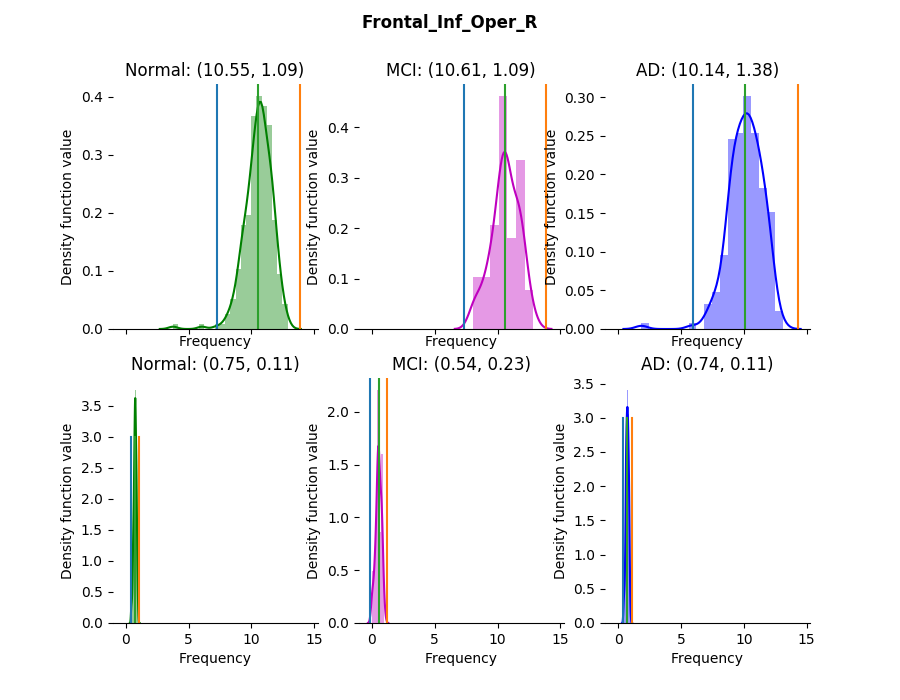 Frontal_Inf_Oper_R
Normal: (10.55, 1.09)
MCI: (10.61, 1.09)
AD: (10.14, 1.38)
Density function value
0.4
0.3
0.2
0.1
0.0
Frequency
Density function value
0.4
0.3
0.2
0.1
0.0
Frequency
Density function value
0.30
0.25
0.20
0.15
0.10
0.05
0.00
Frequency
Normal: (0.75, 0.11)
MCI: (0.54, 0.23)
AD: (0.74, 0.11)
Density function value
3.5
3.0
2.5
2.0
1.5
1.0
0.5
0.0
0 5 10 15
Frequency
Density function value
2.0
1.5
1.0
0.5
0.0
0 5 10 15
Frequency
Density function value
3.5
3.0
2.5
2.0
1.5
1.0
0.5
0.0
0 5 10 15
Frequency